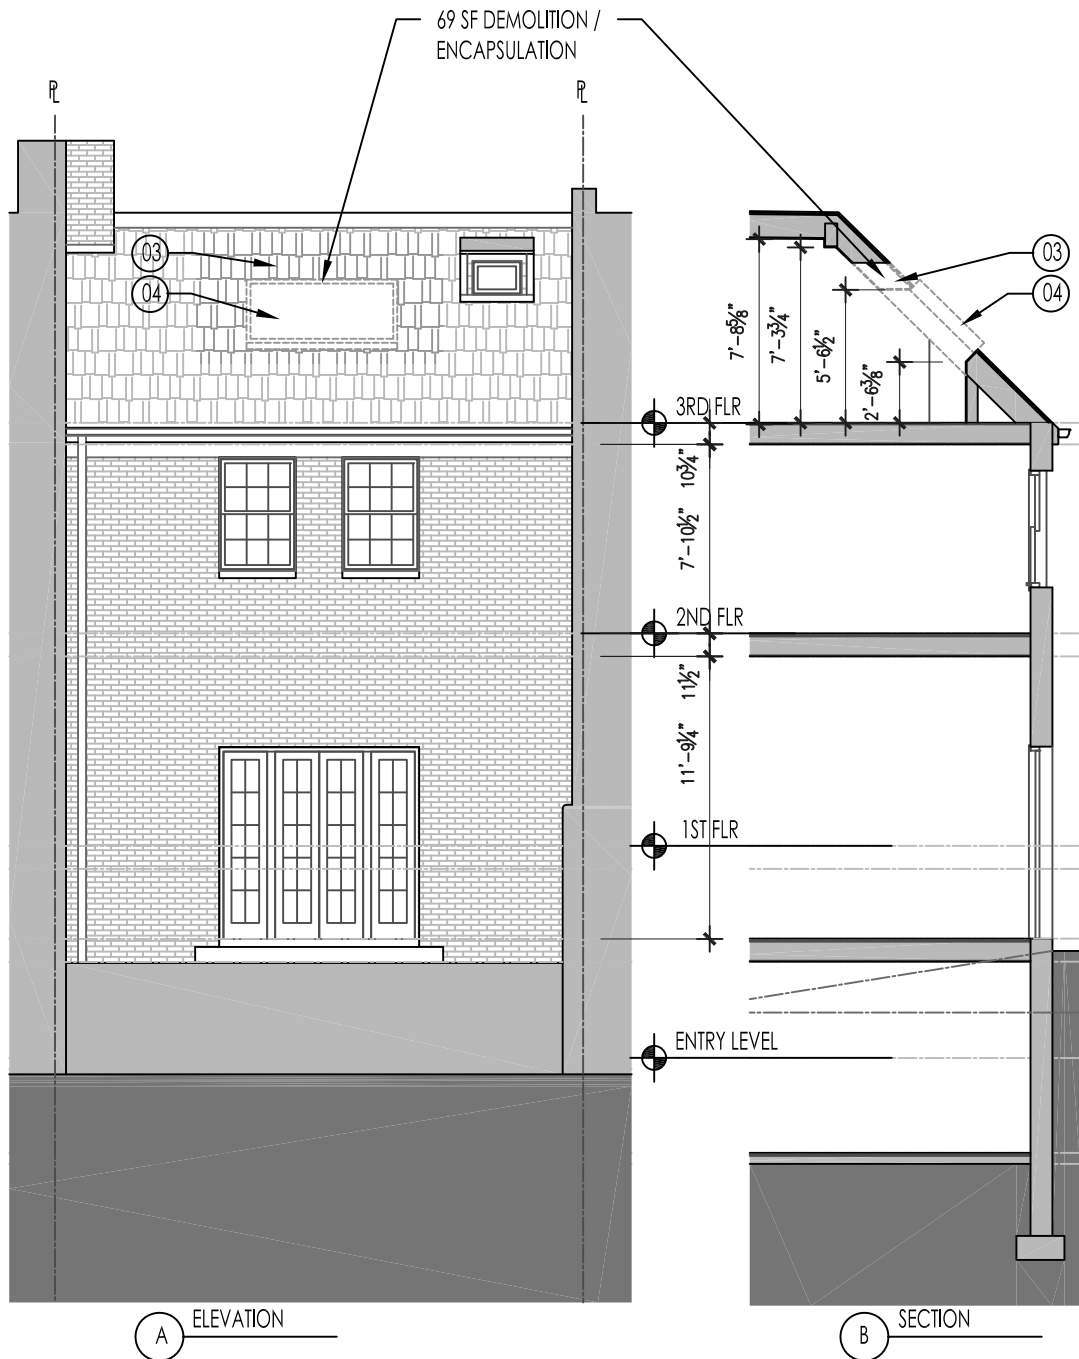 69 SF DEMOLITION /
ENCAPSULATION
PL
PL
03
04
03
04
7'-8⅝"
7'-3¾"
5'-6½"
2'-6⅜"
3RD FLR
10¾"
7'-10½"
2ND FLR
11½"
11'-9¼"
1ST FLR
ENTRY LEVEL
A ELEVATION
B SECTION